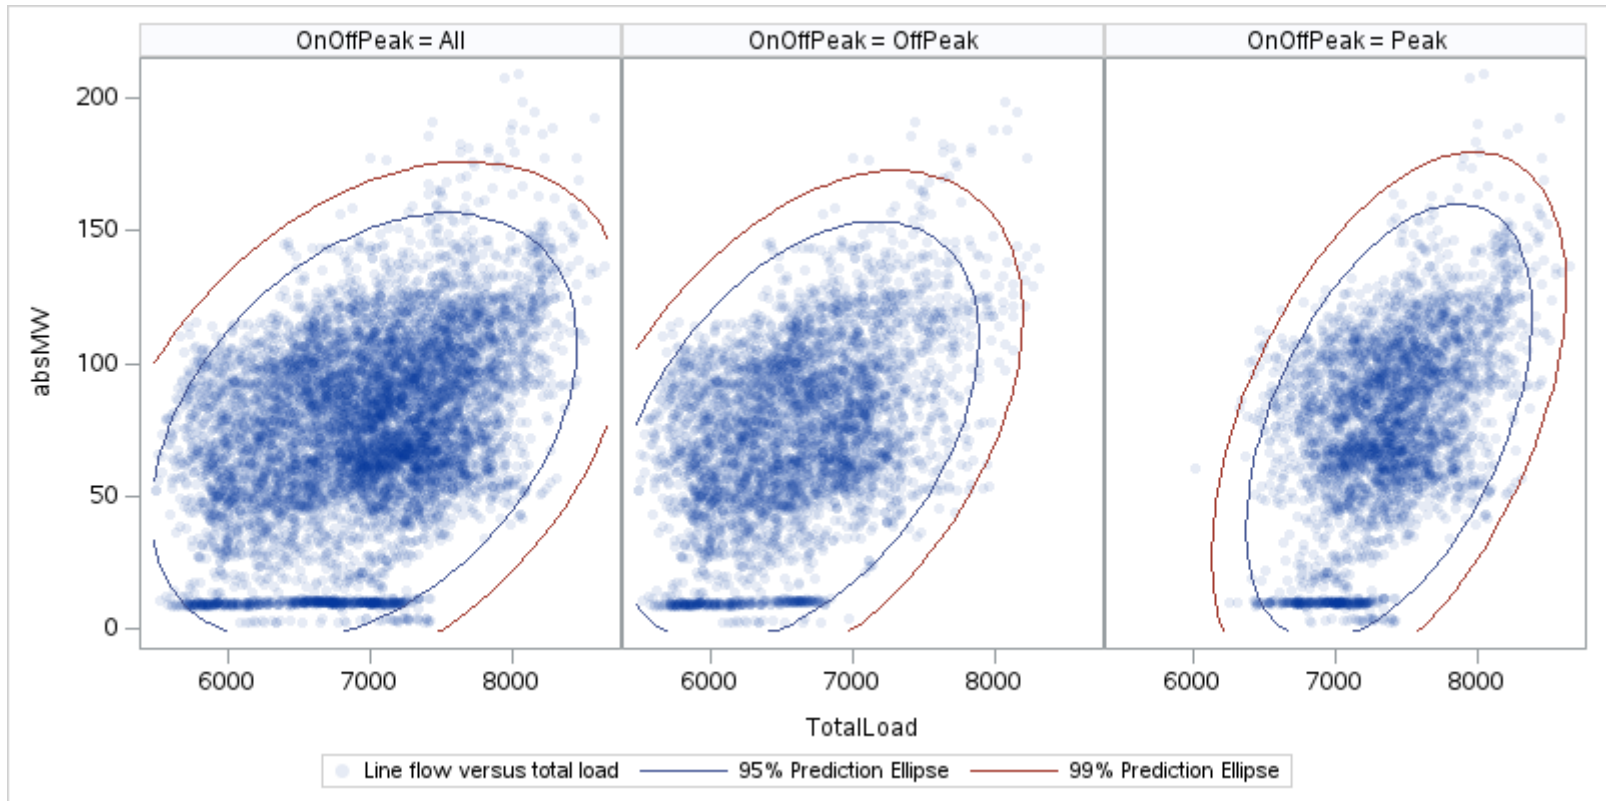 OnOffPeak = All
OnOffPeak = OffPeak
OnOffPeak = Peak
absMW
200
150
100
50
0
6000 7000 8000
6000 7000 8000
6000 7000 8000
TotalLoad
Line flow versus total load
95% Prediction Ellipse
99% Prediction Ellipse